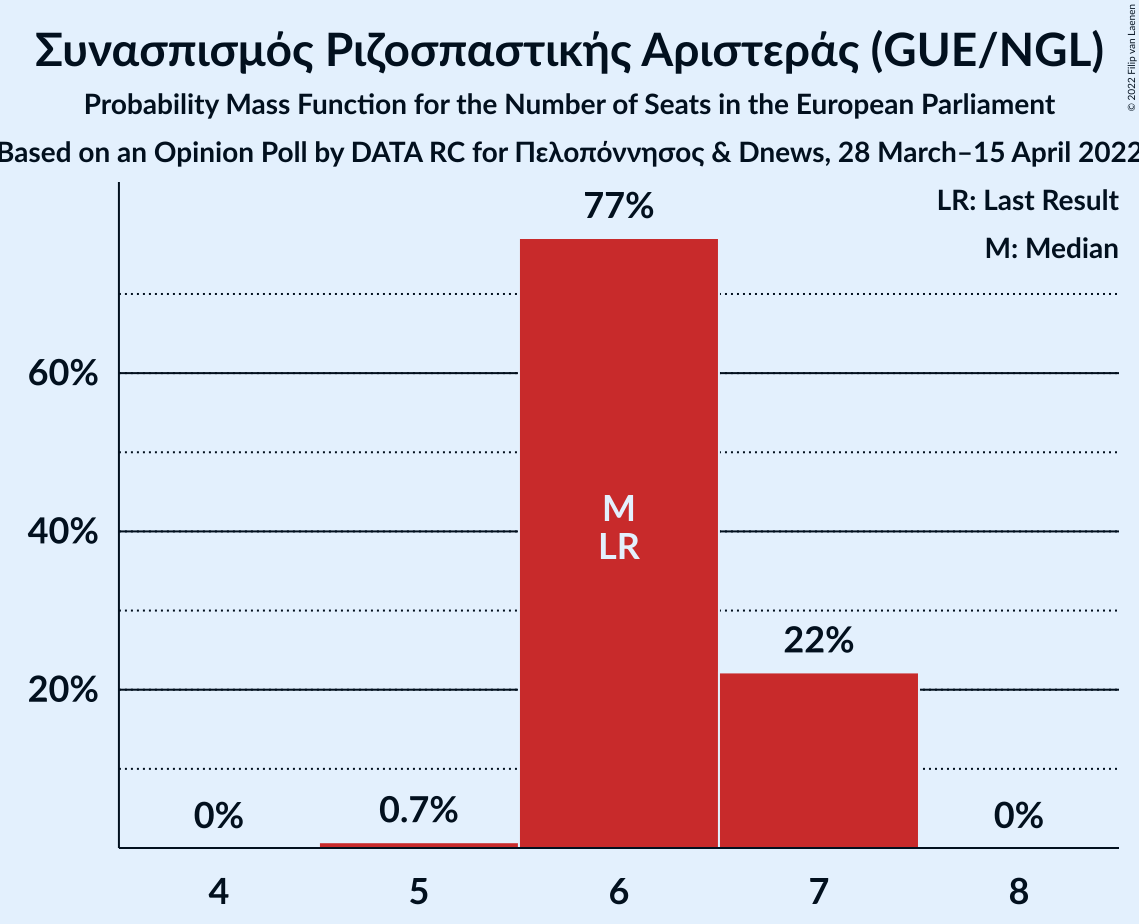 Συνασπισμός Ριζοσπαστικής Αριστεράς (GUE/NGL)
Probability Mass Function for the Number of Seats in the European Parliament
Based on an Opinion Poll by DATA RC for Πελοπόννησος & Dnews, 28 March–15 April 2022
© 2022 Filip van Laenen
LR: Last Result
M: Median
77%
60%
M
40%
LR
22%
20%
0%
0.7%
0%
4
5
6
7
8